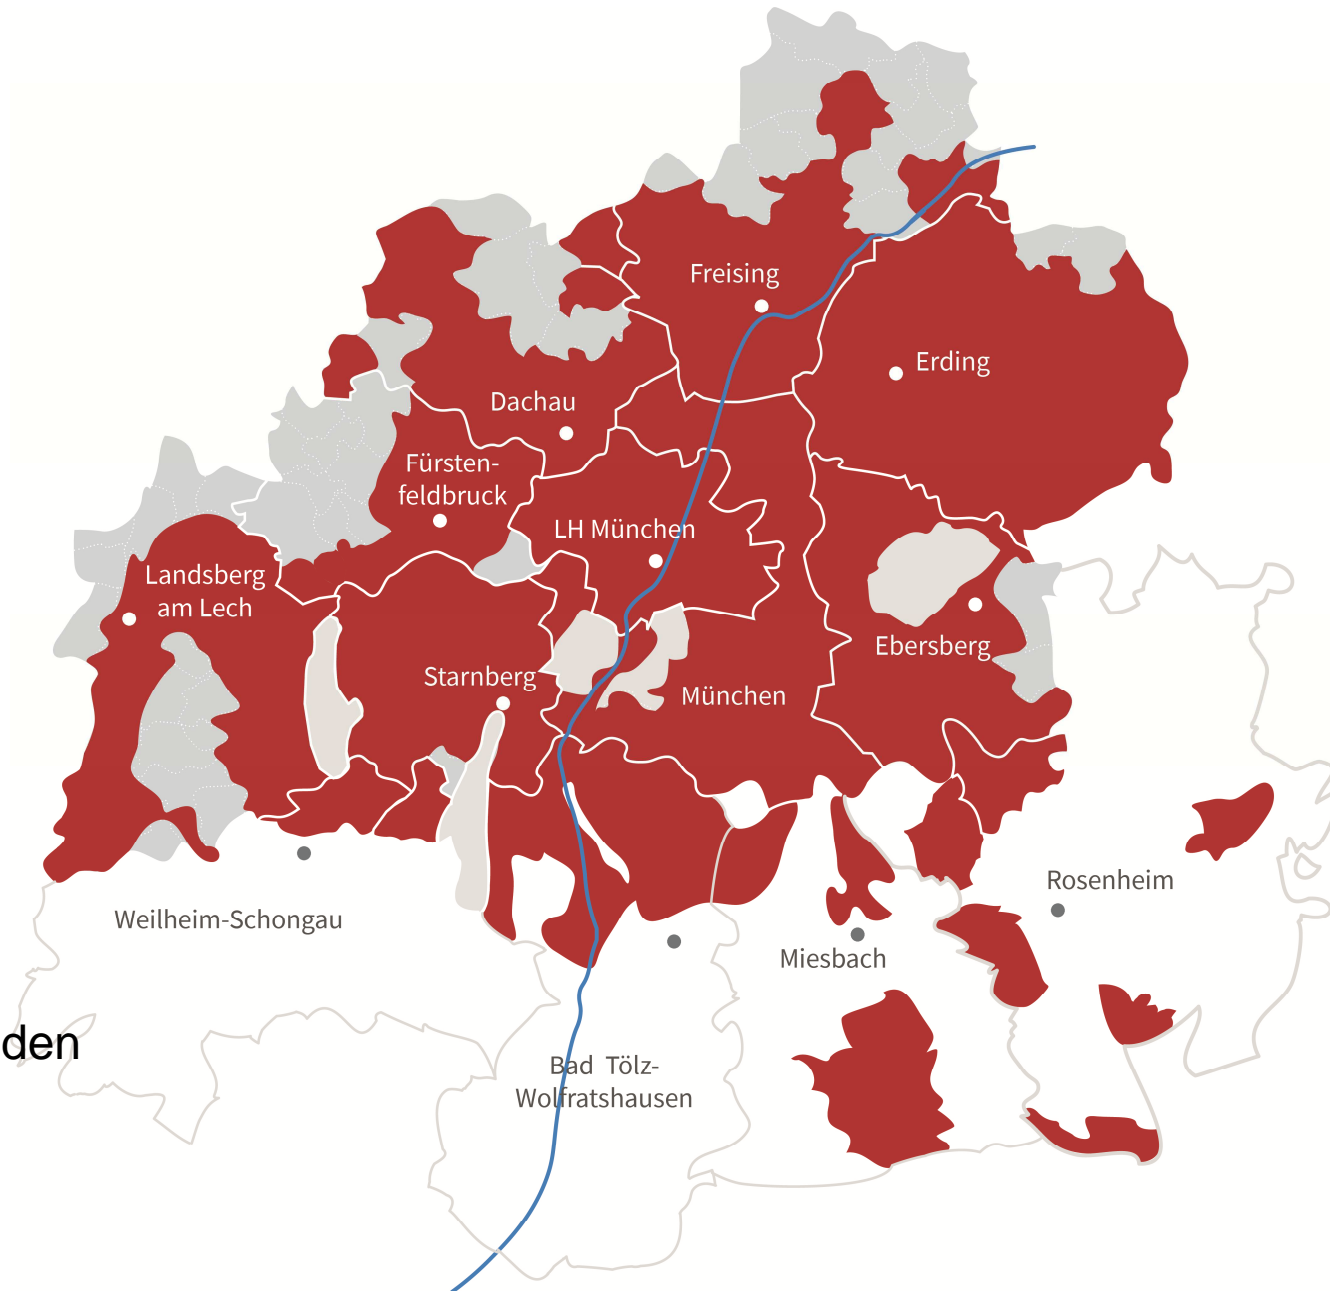 Freising
Erding
Dachau
Fürsten-
feldbruck
LH München
Landsberg
am Lech
Ebersberg
Starnberg
München
Rosenheim
Weilheim-Schongau
Miesbach
den
Bad Tölz-
Wolfratshausen